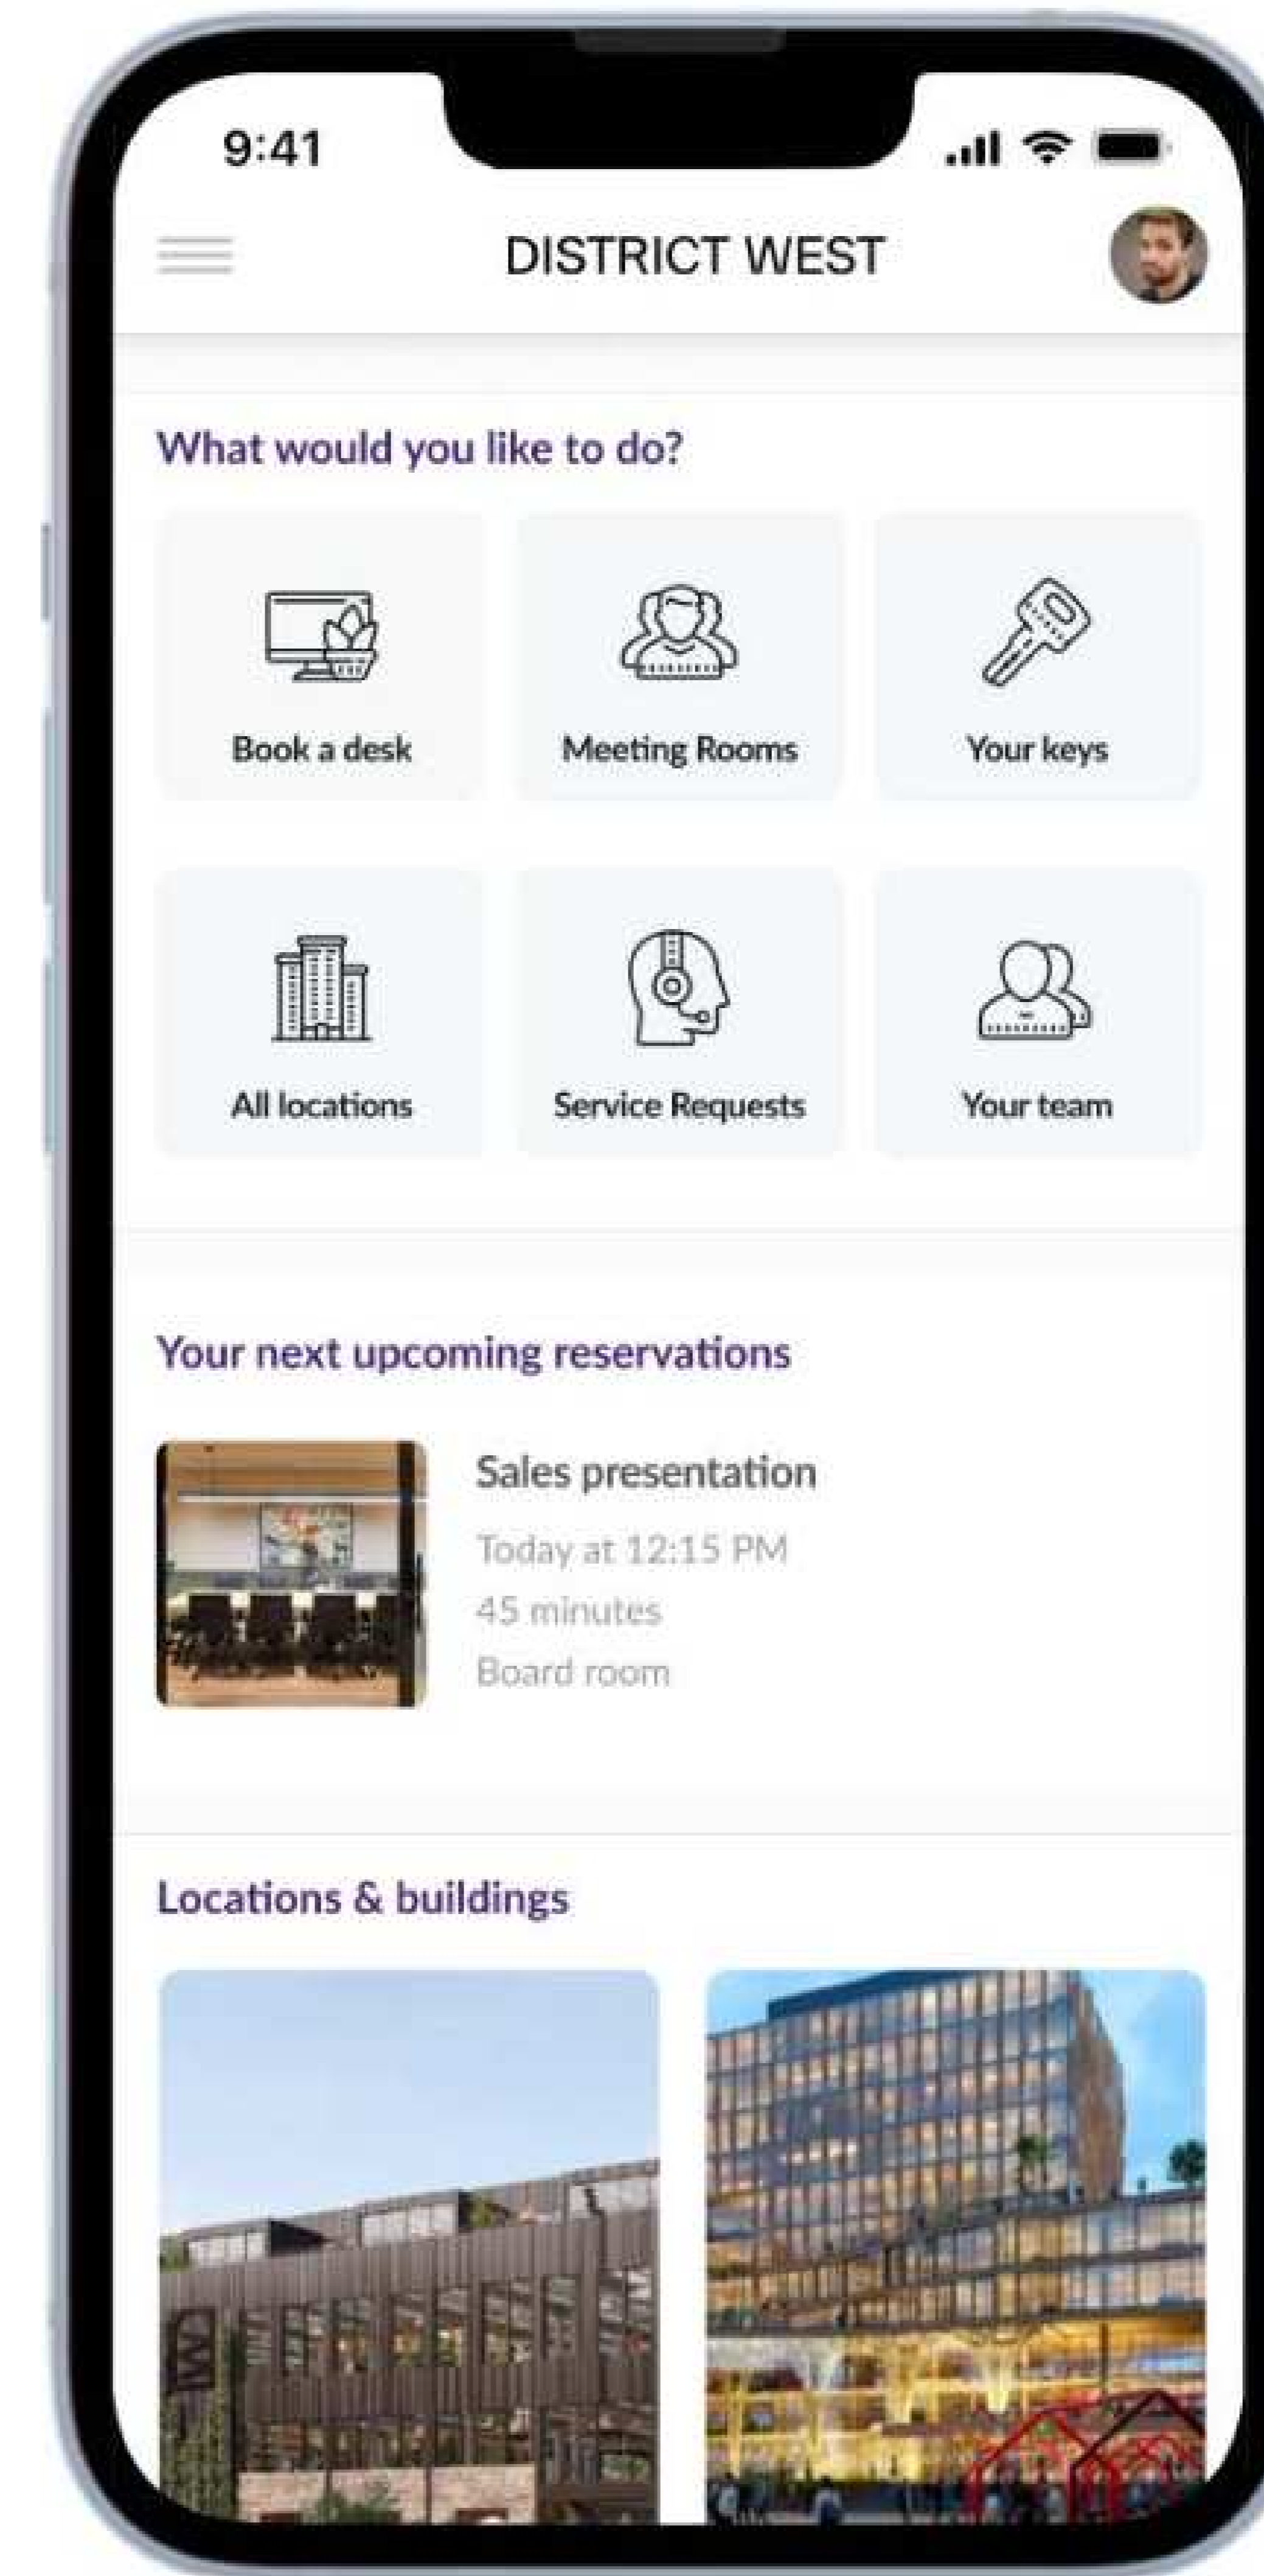 9:41
DISTRICT WEST
What would you like to do?
Book a desk
Meeting Rooms
Your keys
All locations
Service Requests
Your team
Your next upcoming reservations
Sales presentation
Today at 12:15 PM
45 minutes
Board room
Locations & buildings
W